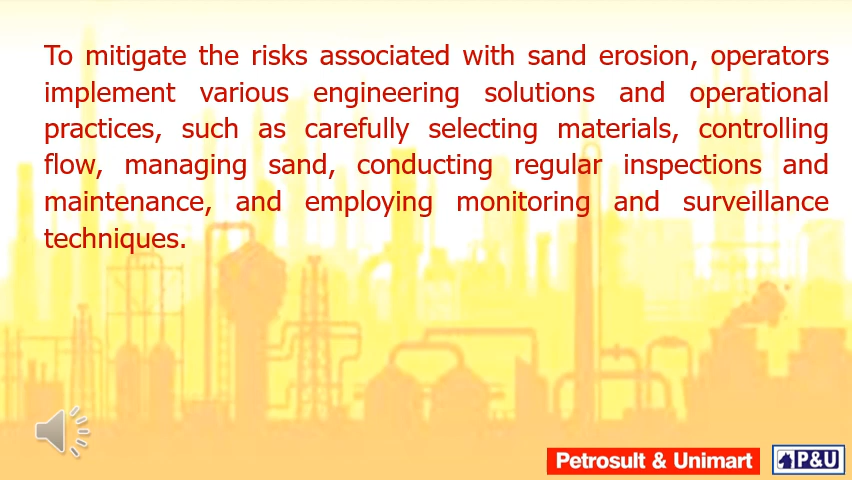 To mitigate the risks associated with sand erosion, operators
implement various engineering solutions and operational
practices, such as carefully selecting materials, controlling
flow, managing sand, conducting regular inspections and
maintenance, and employing monitoring and surveillance
techniques.
Petrosult & Unimart
P&U